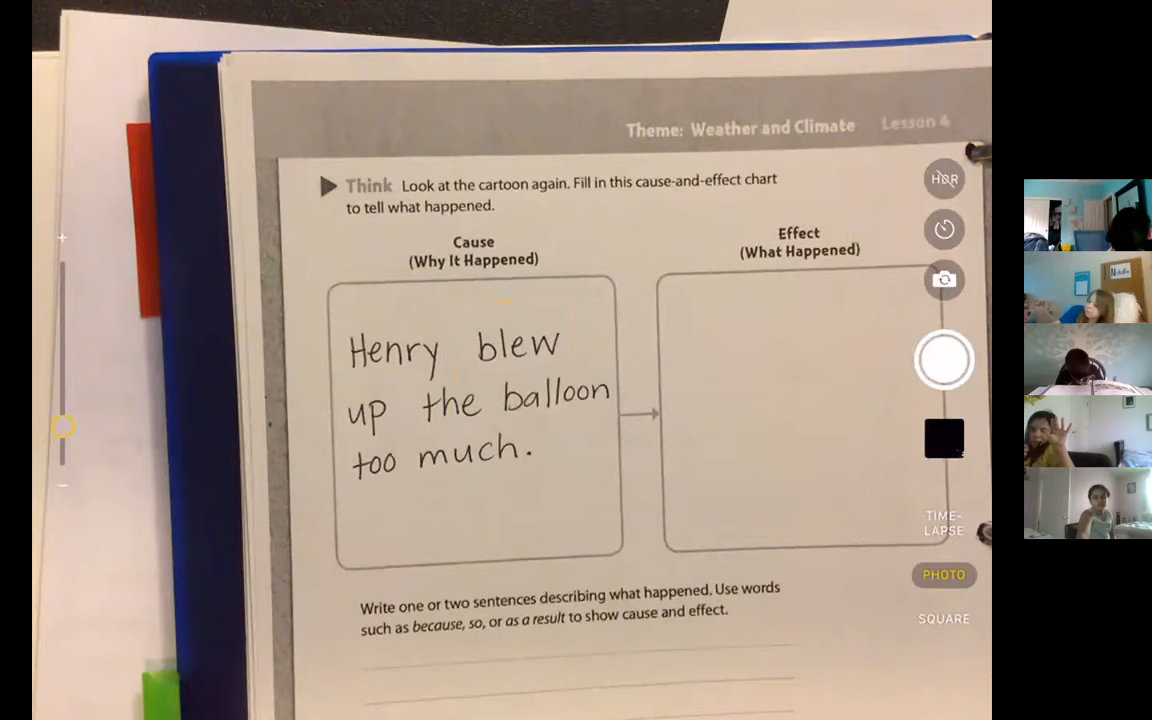 Theme: Weather and Climate Lesson 4
Think Look at the cartoon again. Fill in this cause-and-effect chart
to tell what happened.
Cause
(Why It Happened)
Effect
(What Happened)
Henry blew
up the balloon
too much.
Write one or two sentences describing what happened. Use words
such as because, so, or as a result to show cause and effect.
HDR
TIME-
LAPSE
PHOTO
SQUARE